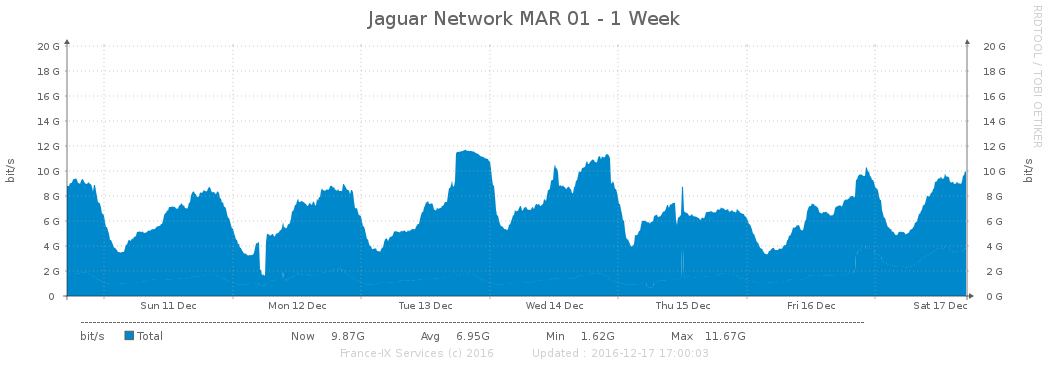 Jaguar Network MAR 01 - 1 Week
RRDTOOL / TOBI OETIKER
bit/s
bit/s
20 G 20 G
18 G 18 G
16 G 16 G
14 G 14 G
12 G 12 G
10 G 10 G
8 G 8 G
6 G 6 G
4 G 4 G
2 G 2 G
0 0 G
Sun 11 Dec Mon 12 Dec Tue 13 Dec Wed 14 Dec Thu 15 Dec Fri 16 Dec Sat 17 Dec
bit/s Total Now 9.87G Avg 6.95G Min 1.62G Max 11.67G
France-IX Services (c) 2016 Updated : 2016-12-17 17:00:03